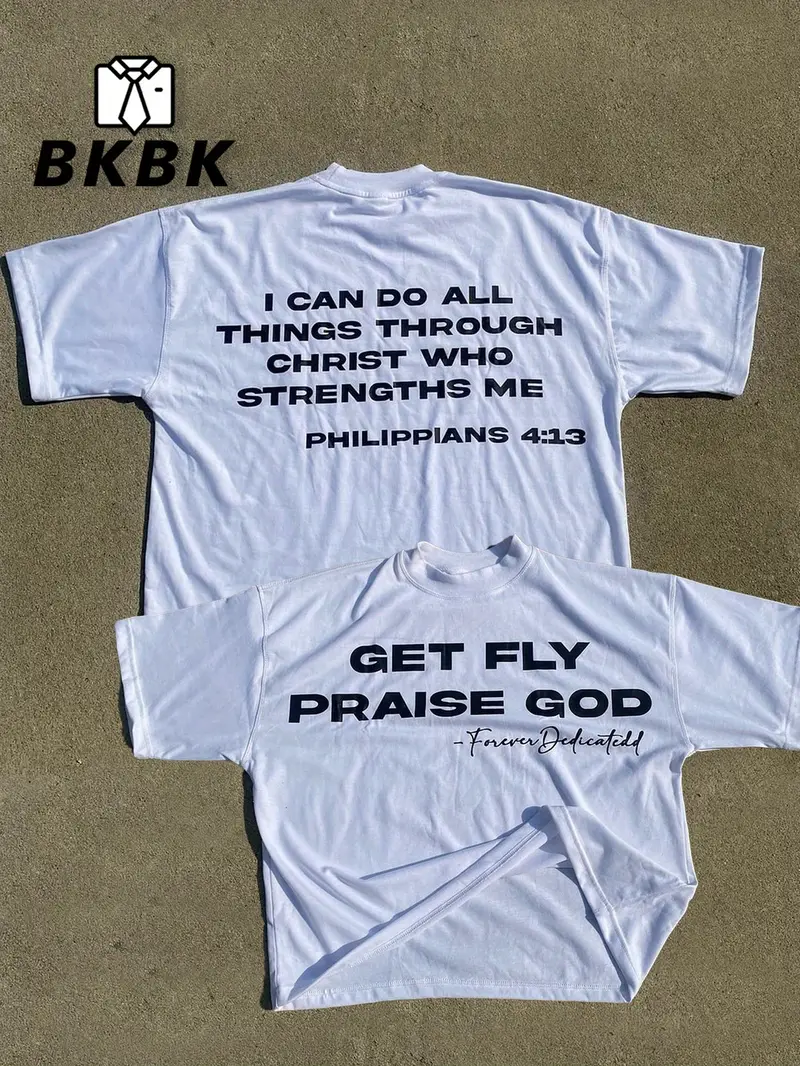 BKBK
I CAN DO ALL
THINGS THROUGH
CHRIST WHO
STRENGTHS ME
PHILIPPIANS 4:13
GET FLY
PRAISE GOD
-ForeverDedicatedd